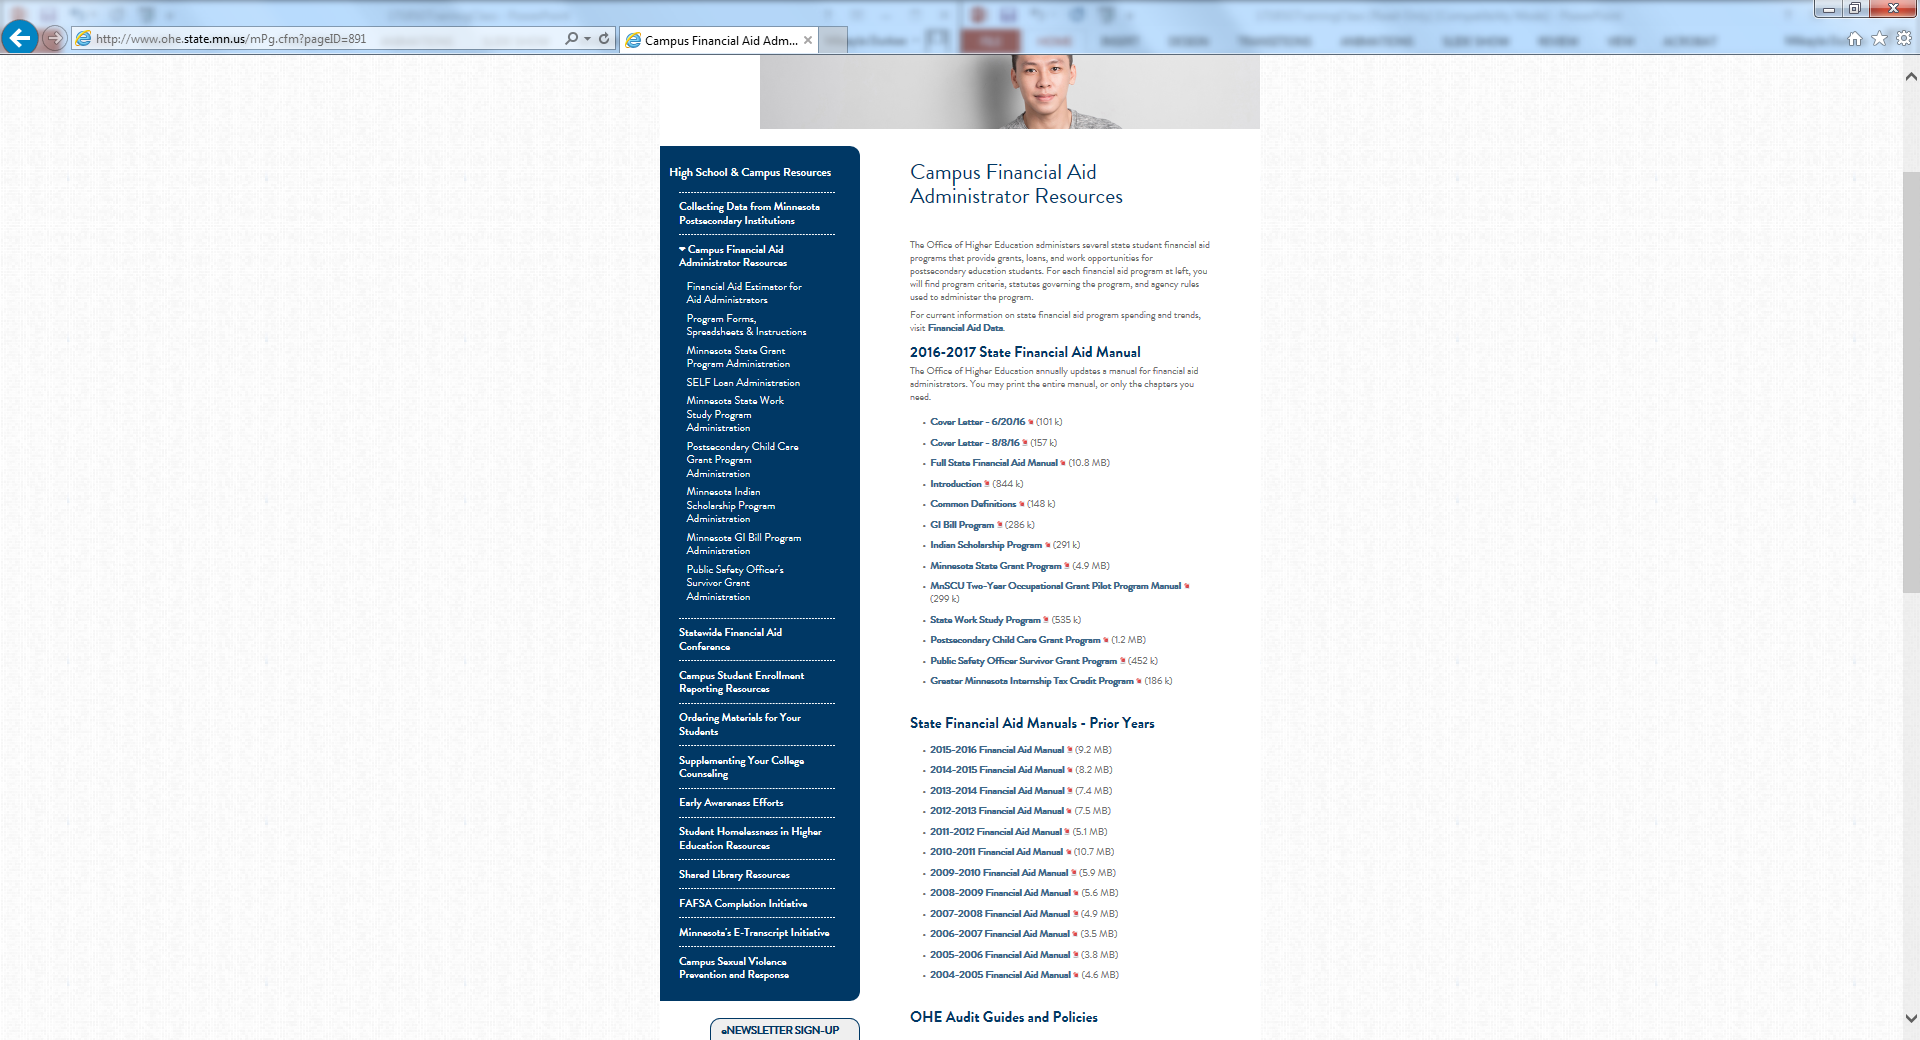 http://www.ohe.state.mn.us/mPg.cfm?pageID=891
Campus Financial Aid Adm...
High School & Campus Resources
Collecting Data from Minnesota
Postsecondary Institutions
Campus Financial Aid
Administrator Resources
Financial Aid Estimator for
Aid Administrators
Program Forms,
Spreadsheets & Instructions
Minnesota State Grant
Program Administration
SELF Loan Administration
Minnesota State Work
Study Program
Administration
Postsecondary Child Care
Grant Program
Administration
Minnesota Indian
Scholarship Program
Administration
Minnesota GI Bill Program
Administration
Public Safety Officer's
Survivor Grant
Administration
Statewide Financial Aid
Conference
Campus Student Enrollment
Reporting Resources
Ordering Materials for Your
Students
Supplementing Your College
Counseling
Early Awareness Efforts
Student Homelessness in Higher
Education Resources
Shared Library Resources
FAFSA Completion Initiative
Minnesota's E-Transcript Initiative
Campus Sexual Violence
Prevention and Response
eNEWSLETTER SIGN-UP
Campus Financial Aid
Administrator Resources
The Office of Higher Education administers several state student financial aid
programs that provide grants, loans, and work opportunities for
postsecondary education students. For each financial aid program at left, you
will find program criteria, statutes governing the program, and agency rules
used to administer the program.
For current information on state financial aid program spending and trends,
visit Financial Aid Data.
2016-2017 State Financial Aid Manual
The Office of Higher Education annually updates a manual for financial aid
administrators. You may print the entire manual, or only the chapters you
need.
Cover Letter - 6/20/16 (101 k)
Cover Letter - 8/8/16 (157 k)
Full State Financial Aid Manual (10.8 MB)
Introduction (844 k)
Common Definitions (148 k)
GI Bill Program (286 k)
Indian Scholarship Program (291 k)
Minnesota State Grant Program (4.9 MB)
MnSCU Two-Year Occupational Grant Pilot Program Manual
(299 k)
State Work Study Program (535 k)
Postsecondary Child Care Grant Program (1.2 MB)
Public Safety Officer Survivor Grant Program (452 k)
Greater Minnesota Internship Tax Credit Program (186 k)
State Financial Aid Manuals - Prior Years
2015-2016 Financial Aid Manual (9.2 MB)
2014-2015 Financial Aid Manual (8.2 MB)
2013-2014 Financial Aid Manual (7.4 MB)
2012-2013 Financial Aid Manual (7.5 MB)
2011-2012 Financial Aid Manual (5.1 MB)
2010-2011 Financial Aid Manual (10.7 MB)
2009-2010 Financial Aid Manual (5.9 MB)
2008-2009 Financial Aid Manual (5.6 MB)
2007-2008 Financial Aid Manual (4.9 MB)
2006-2007 Financial Aid Manual (3.5 MB)
2005-2006 Financial Aid Manual (3.8 MB)
2004-2005 Financial Aid Manual (4.6 MB)
OHE Audit Guides and Policies